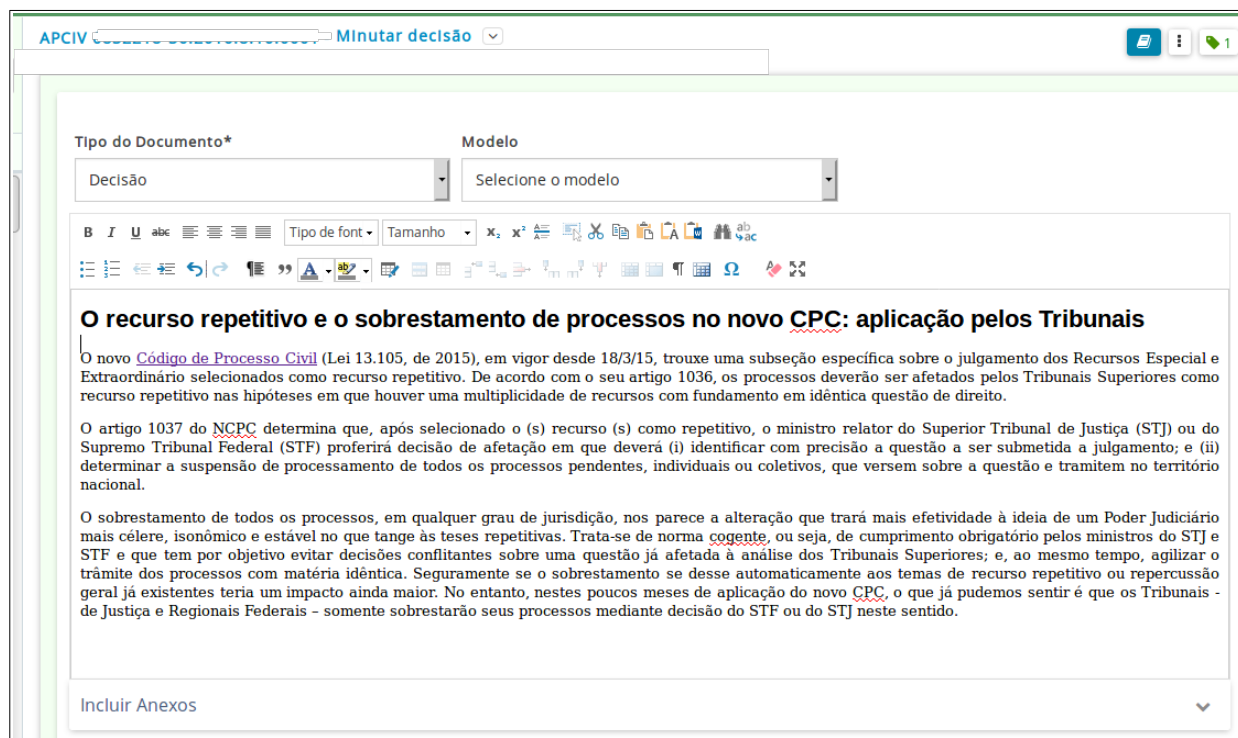 APCIV
Minutar decisão
1
Tipo do Documento*
Modelo
Decisão
Selecione o modelo
B I U abc Tipo de font Tamanho x₂ x² ab ac
ab A Ω
O recurso repetitivo e o sobrestamento de processos no novo CPC: aplicação pelos Tribunais
O novo Código de Processo Civil (Lei 13.105, de 2015), em vigor desde 18/3/15, trouxe uma subseção específica sobre o julgamento dos Recursos Especial e
Extraordinário selecionados como recurso repetitivo. De acordo com o seu artigo 1036, os processos deverão ser afetados pelos Tribunais Superiores como
recurso repetitivo nas hipóteses em que houver uma multiplicidade de recursos com fundamento em idêntica questão de direito.
O artigo 1037 do NCPC determina que, após selecionado o (s) recurso (s) como repetitivo, o ministro relator do Superior Tribunal de Justiça (STJ) ou do
Supremo Tribunal Federal (STF) proferirá decisão de afetação em que deverá (i) identificar com precisão a questão a ser submetida a julgamento; e (ii)
determinar a suspensão de processamento de todos os processos pendentes, individuais ou coletivos, que versem sobre a questão e tramitem no território
nacional.
O sobrestamento de todos os processos, em qualquer grau de jurisdição, nos parece a alteração que trará mais efetividade à ideia de um Poder Judiciário
mais célere, isonômico e estável no que tange às teses repetitivas. Trata-se de norma cogente, ou seja, de cumprimento obrigatório pelos ministros do STJ e
STF e que tem por objetivo evitar decisões conflitantes sobre uma questão já afetada à análise dos Tribunais Superiores; e, ao mesmo tempo, agilizar o
trâmite dos processos com matéria idêntica. Seguramente se o sobrestamento se desse automaticamente aos temas de recurso repetitivo ou repercussão
geral já existentes teria um impacto ainda maior. No entanto, nestes poucos meses de aplicação do novo CPC, o que já pudemos sentir é que os Tribunais -
de Justiça e Regionais Federais – somente sobrestarão seus processos mediante decisão do STF ou do STJ neste sentido.
Incluir Anexos